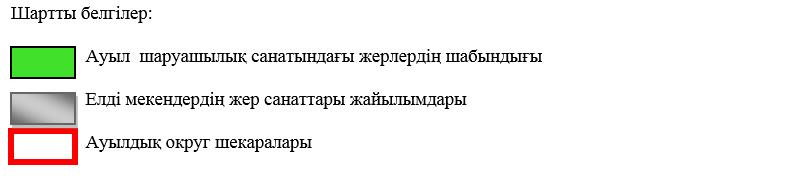 Шартты белгілер:
Ауыл шаруашылық санатындағы жерлердің шабындығы
Елді мекендердің жер санаттары жайылымдары
Ауылдық округ шекаралары